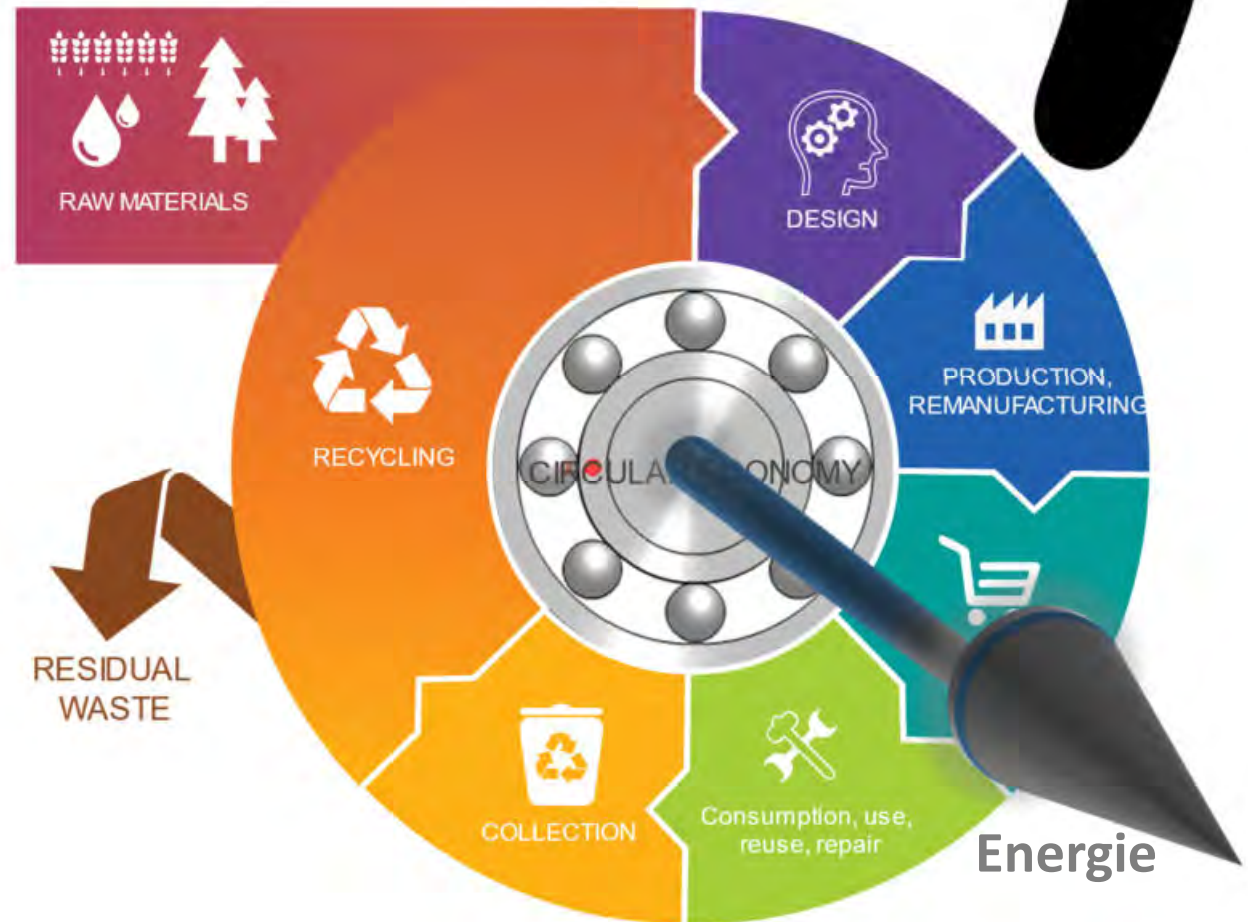 RAW MATERIALS
DESIGN
PRODUCTION,
REMANUFACTURING
RECYCLING
RESIDUAL
WASTE
COLLECTION
Consumption, use,
reuse, repair
Energie